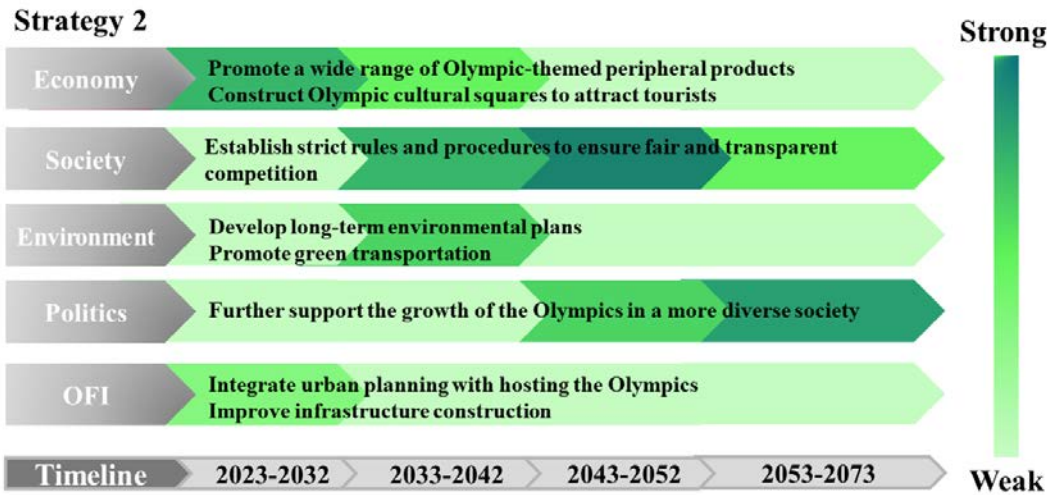 Strategy 2
Strong
Economy
Promote a wide range of Olympic-themed peripheral products
Construct Olympic cultural squares to attract tourists
Society
Establish strict rules and procedures to ensure fair and transparent
competition
Environment
Develop long-term environmental plans
Promote green transportation
Politics
Further support the growth of the Olympics in a more diverse society
OFI
Integrate urban planning with hosting the Olympics
Improve infrastructure construction
Timeline
2023-2032
2033-2042
2043-2052
2053-2073
Weak